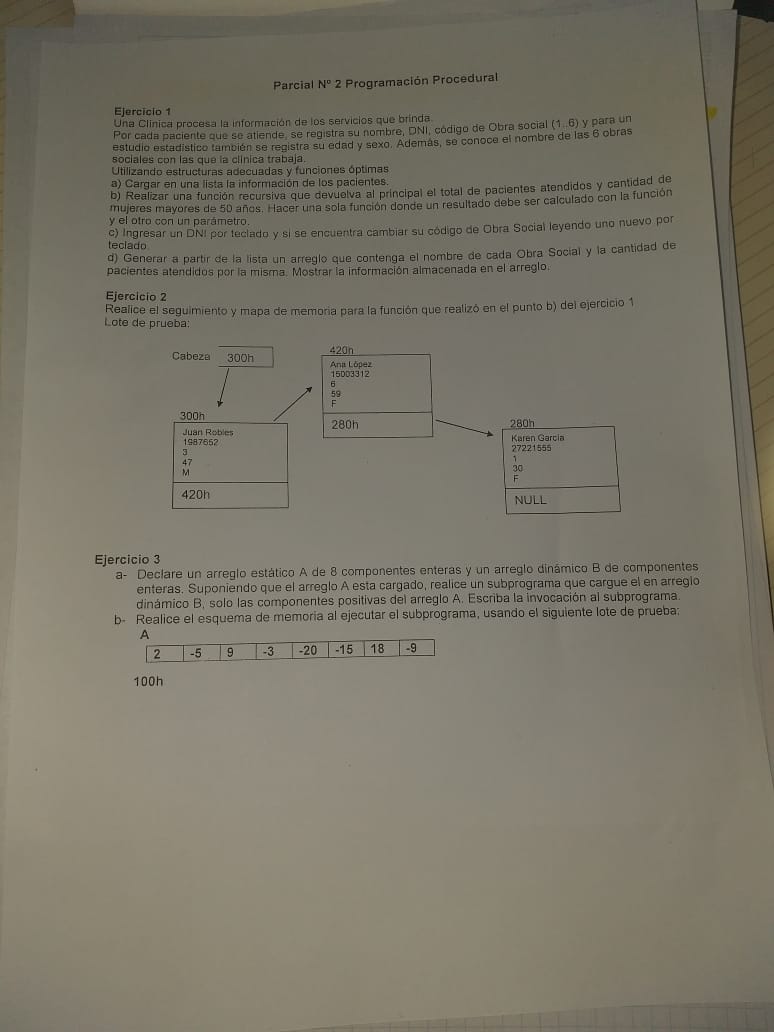 Parcial Nº 2 Programación Procedural
Ejercicio 1
Una Clínica procesa la información de los servicios que brinda.
Por cada paciente que se atiende, se registra su nombre, DNI, código de Obra social (1..6) y para un
estudio estadístico también se registra su edad y sexo. Además, se conoce el nombre de las 6 obras
sociales con las que la clínica trabaja.
Utilizando estructuras adecuadas y funciones óptimas
a) Cargar en una lista la información de los pacientes.
b) Realizar una función recursiva que devuelva al principal el total de pacientes atendidos y cantidad de
mujeres mayores de 50 años. Hacer una sola función donde un resultado debe ser calculado con la función
y el otro con un parámetro.
c) Ingresar un DNI por teclado y si se encuentra cambiar su código de Obra Social leyendo uno nuevo por
teclado.
d) Generar a partir de la lista un arreglo que contenga el nombre de cada Obra Social y la cantidad de
pacientes atendidos por la misma. Mostrar la información almacenada en el arreglo.
Ejercicio 2
Realice el seguimiento y mapa de memoria para la función que realizó en el punto b) del ejercicio 1
Lote de prueba:
Cabeza 300h
420h
Ana López
15003312
6
59
F
280h
300h
Juan Robles
1987652
3
47
M
420h
280h
Karen García
27221555
1
30
F
NULL
Ejercicio 3
a- Declare un arreglo estático A de 8 componentes enteras y un arreglo dinámico B de componentes
enteras. Suponiendo que el arreglo A esta cargado, realice un subprograma que cargue el en arreglo
dinámico B, solo las componentes positivas del arreglo A. Escriba la invocación al subprograma.
b- Realice el esquema de memoria al ejecutar el subprograma, usando el siguiente lote de prueba:
A
2 -5 9 -3 -20 -15 18 -9
100h